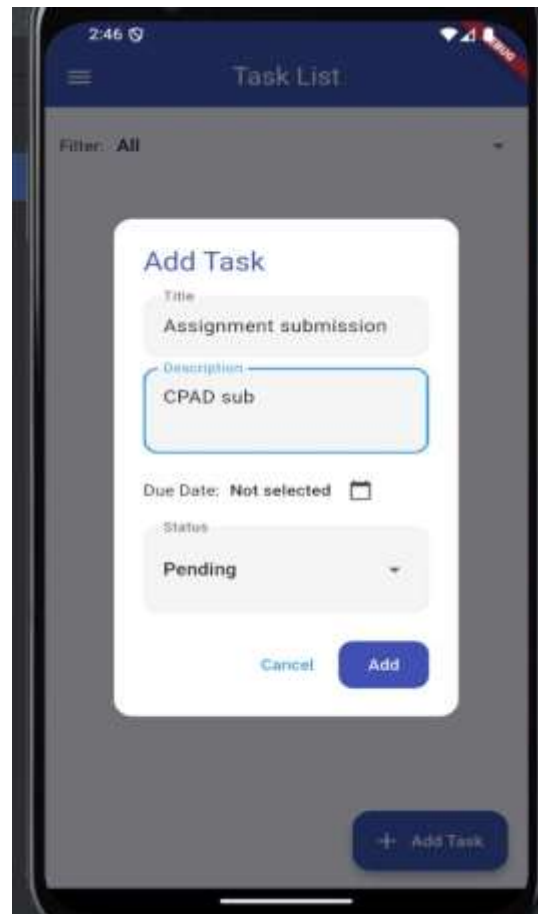 2:46
DEBUG
Task List
Filter: All
Add Task
Title
Assignment submission
Description
CPAD sub
Due Date: Not selected
Status
Pending
Cancel Add
+ Add Task